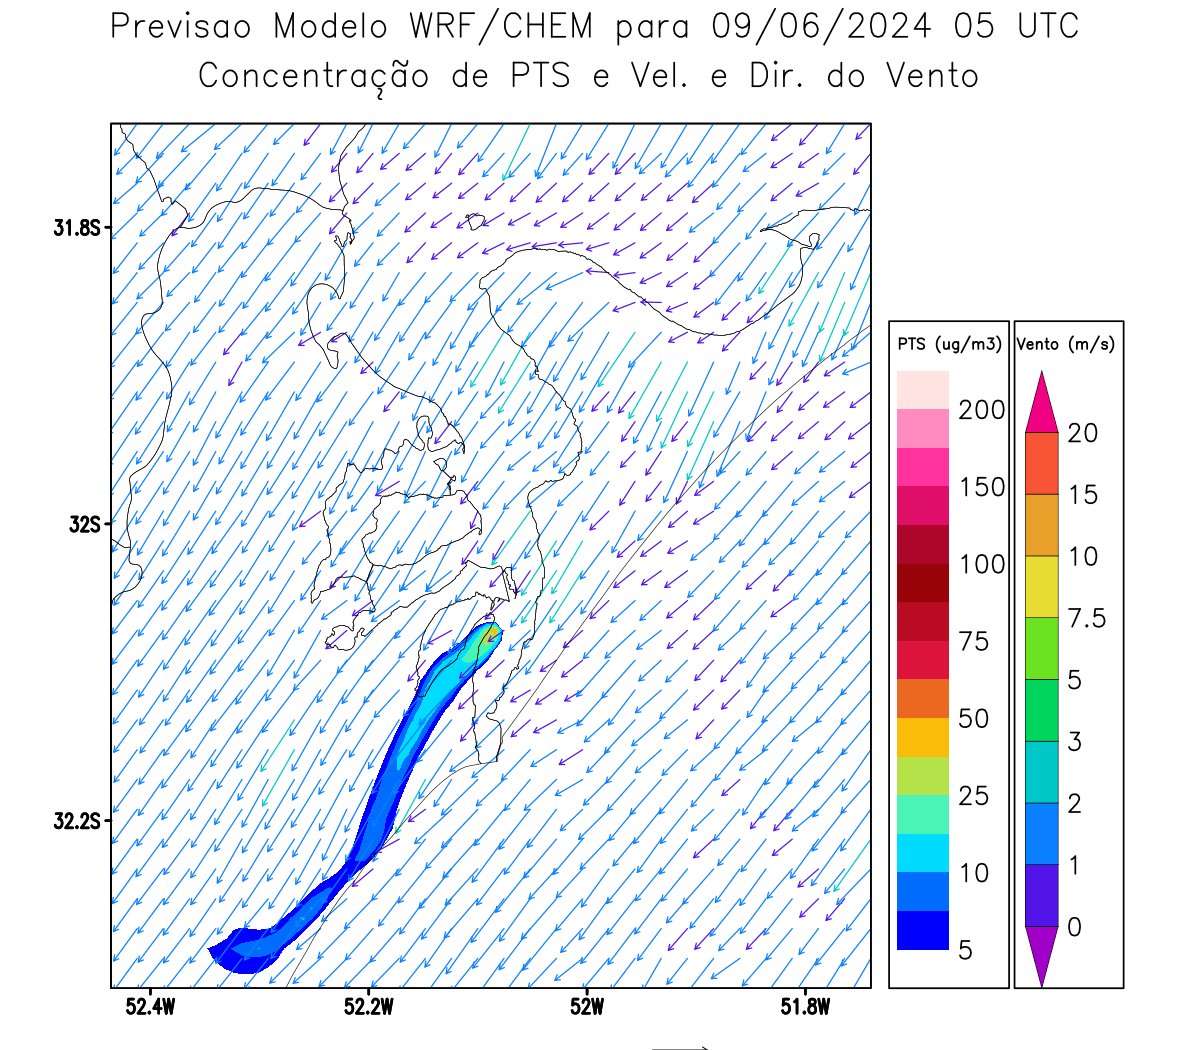 Previsao Modelo WRF/CHEM para 09/06/2024 05 UTC
Concentração de PTS e Vel. e Dir. do Vento
31.8S
32S
32.2S
52.4W
52.2W
52W
51.8W
PTS (ug/m3)
200
150
100
75
50
25
10
5
Vento (m/s)
20
15
10
7.5
5
3
2
1
0